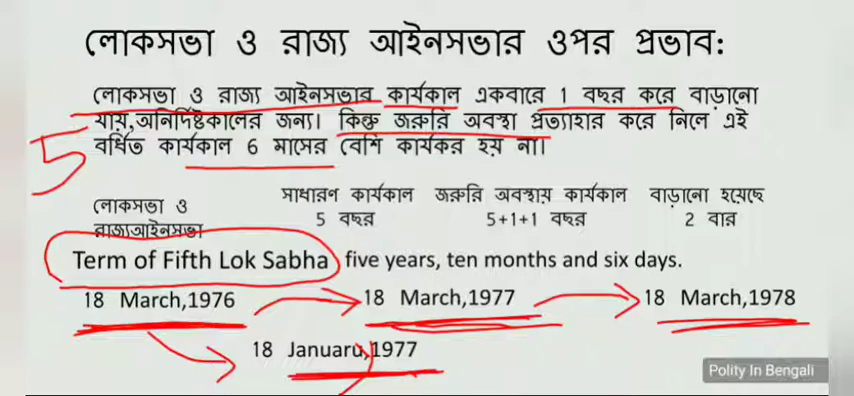 লোকসভা ও রাজ্য আইনসভার ওপর প্রভাব:
লোকসভা ও রাজ্য আইনসভার কার্যকাল একবারে 1 বছর করে বাড়ানো
যায়,অনির্দিষ্টকালের জন্য। কিন্তু জরুরি অবস্থা প্রত্যাহার করে নিলে এই
বর্ধিত কার্যকাল 6 মাসের বেশি কার্যকর হয় না।
5
লোকসভা ও রাজ্যআইনসভা
সাধারণ কার্যকাল জরুরি অবস্থায় কার্যকাল বাড়ানো হয়েছে
5 বছর 5+1+1 বছর 2 বার
Term of Fifth Lok Sabha five years, ten months and six days.
18 March,1976 18 March,1977 18 March,1978
18 Januaru,1977
Polity In Bengali